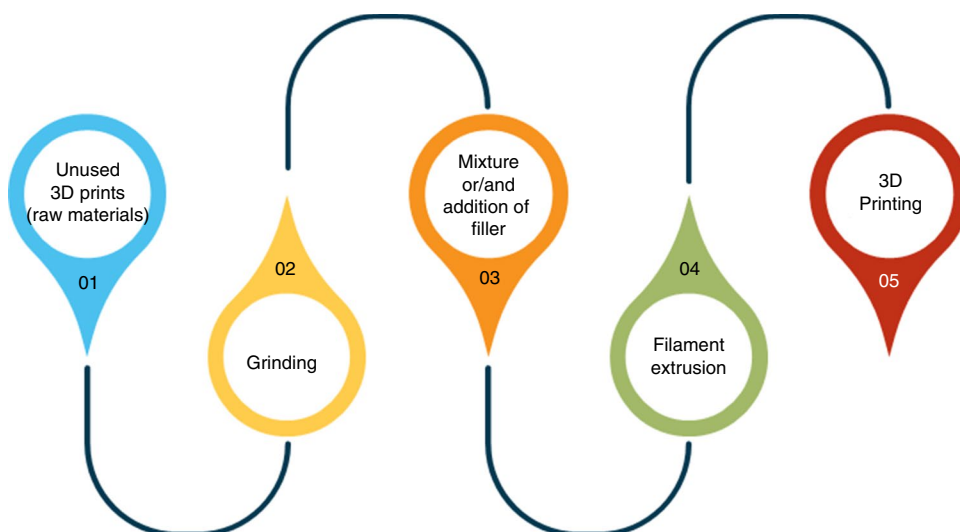 Unused
3D prints
(raw materials)
01
02
Grinding
Mixture
or/and
addition of
filler
03
04
Filament
extrusion
3D
Printing
05